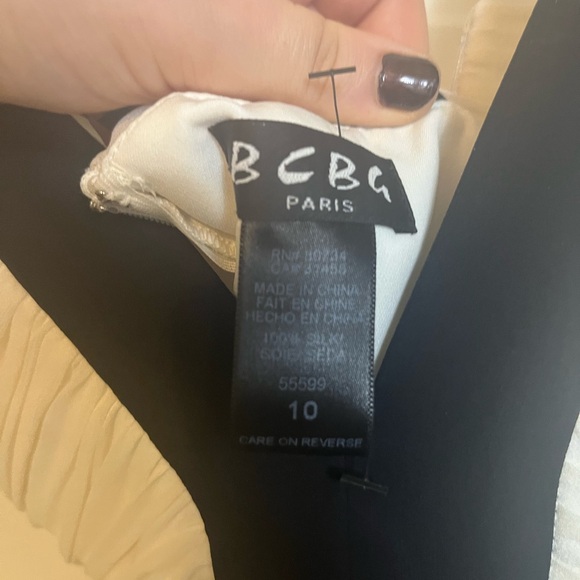 BCBG
PARIS
RN# 80734
CA# 37458
MADE IN CHINA/
FAIT EN CHINE/
HECHO EN CHINA
100% SILK/
SOIE/SEDA
55599
10
CARE ON REVERSE